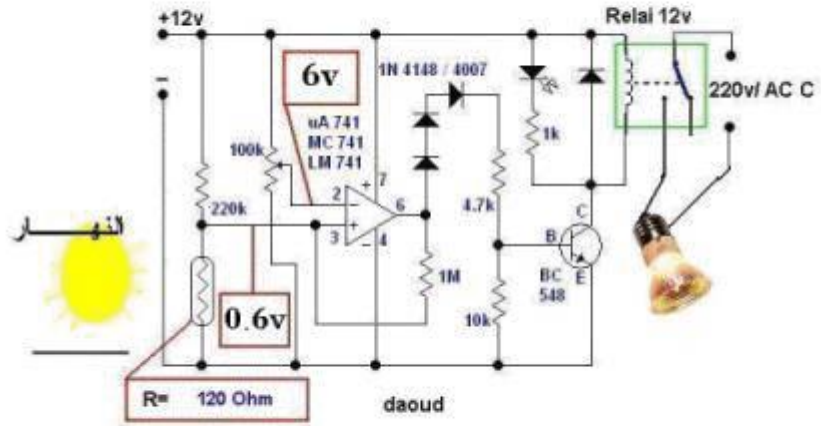 +12v
Relai 12v
-
6v
1N 4148 / 4007
220v/ AC C
uA 741
MC 741
LM 741
100k
1k
+
7
2
-
6
220k
4.7k
C
النهار
+
3
-
4
B
1M
BC
548
E
0.6v
10k
R= 120 Ohm
daoud